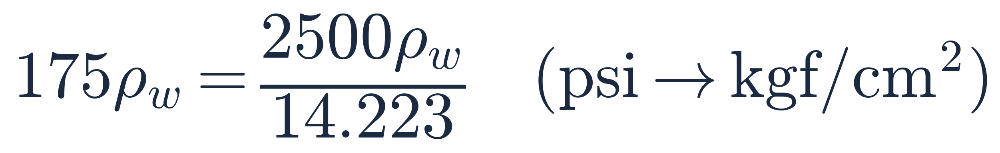 175ρ_w = 2500ρ_w / 14.223 (psi → kgf/cm²)